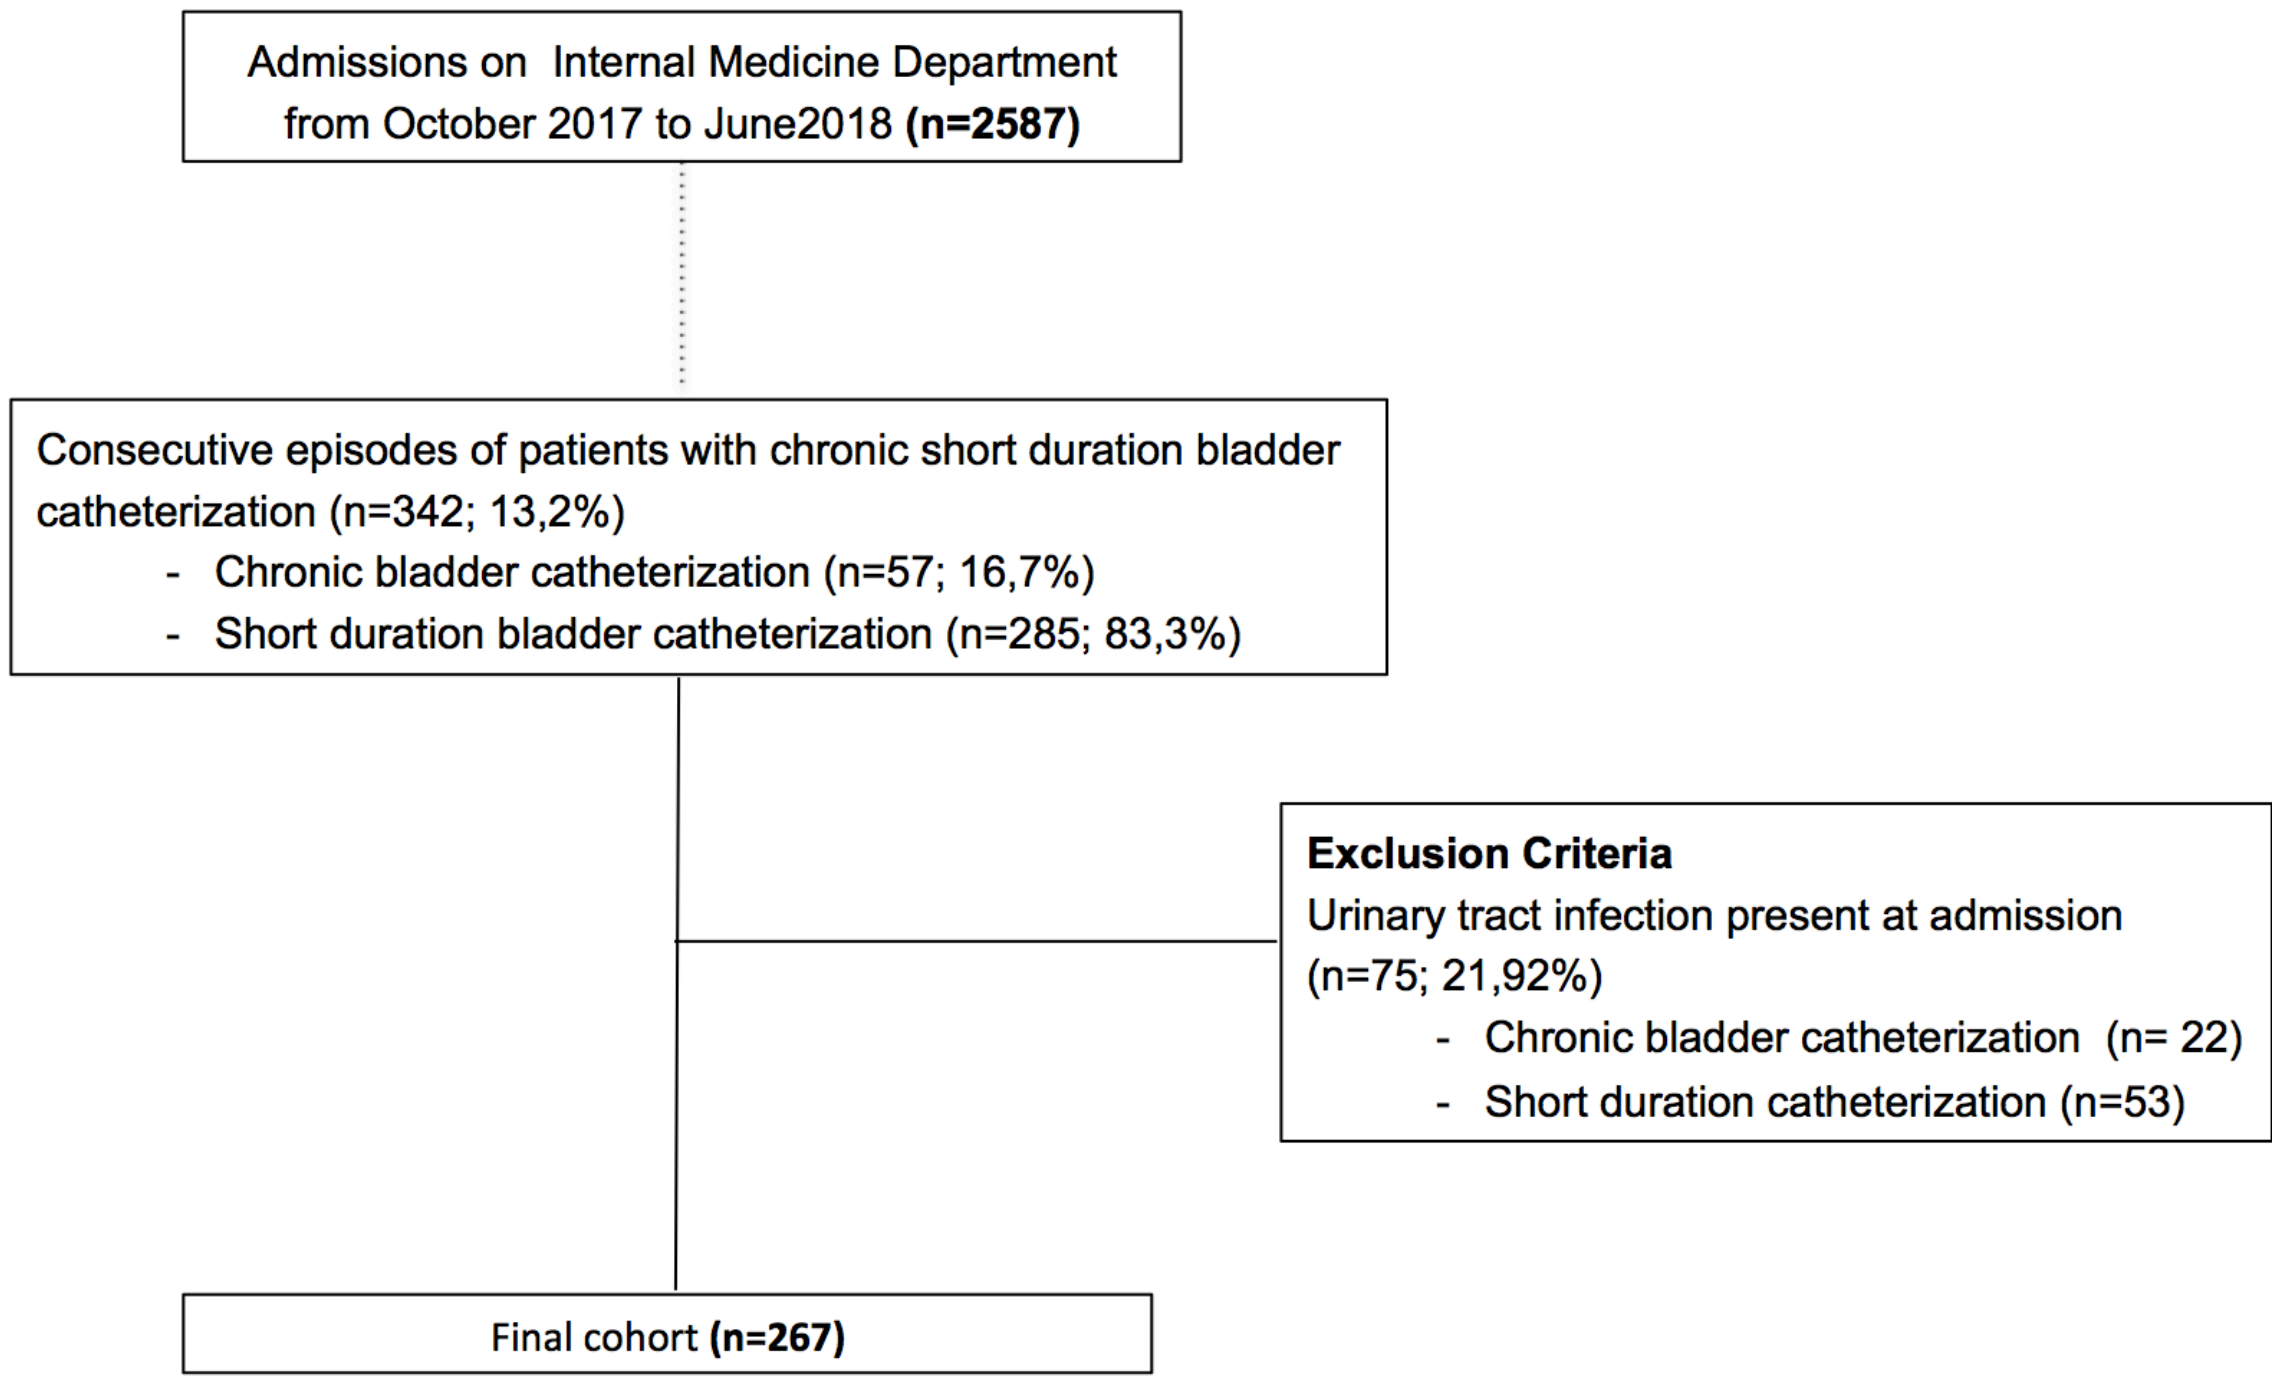 Admissions on  Internal Medicine Department
from October 2017 to June2018 (n=2587)
Consecutive episodes of patients with chronic short duration bladder
catheterization (n=342; 13,2%)
- Chronic bladder catheterization (n=57; 16,7%)
- Short duration bladder catheterization (n=285; 83,3%)
Exclusion Criteria
Urinary tract infection present at admission
(n=75; 21,92%)
- Chronic bladder catheterization  (n= 22)
- Short duration catheterization (n=53)
Final cohort (n=267)